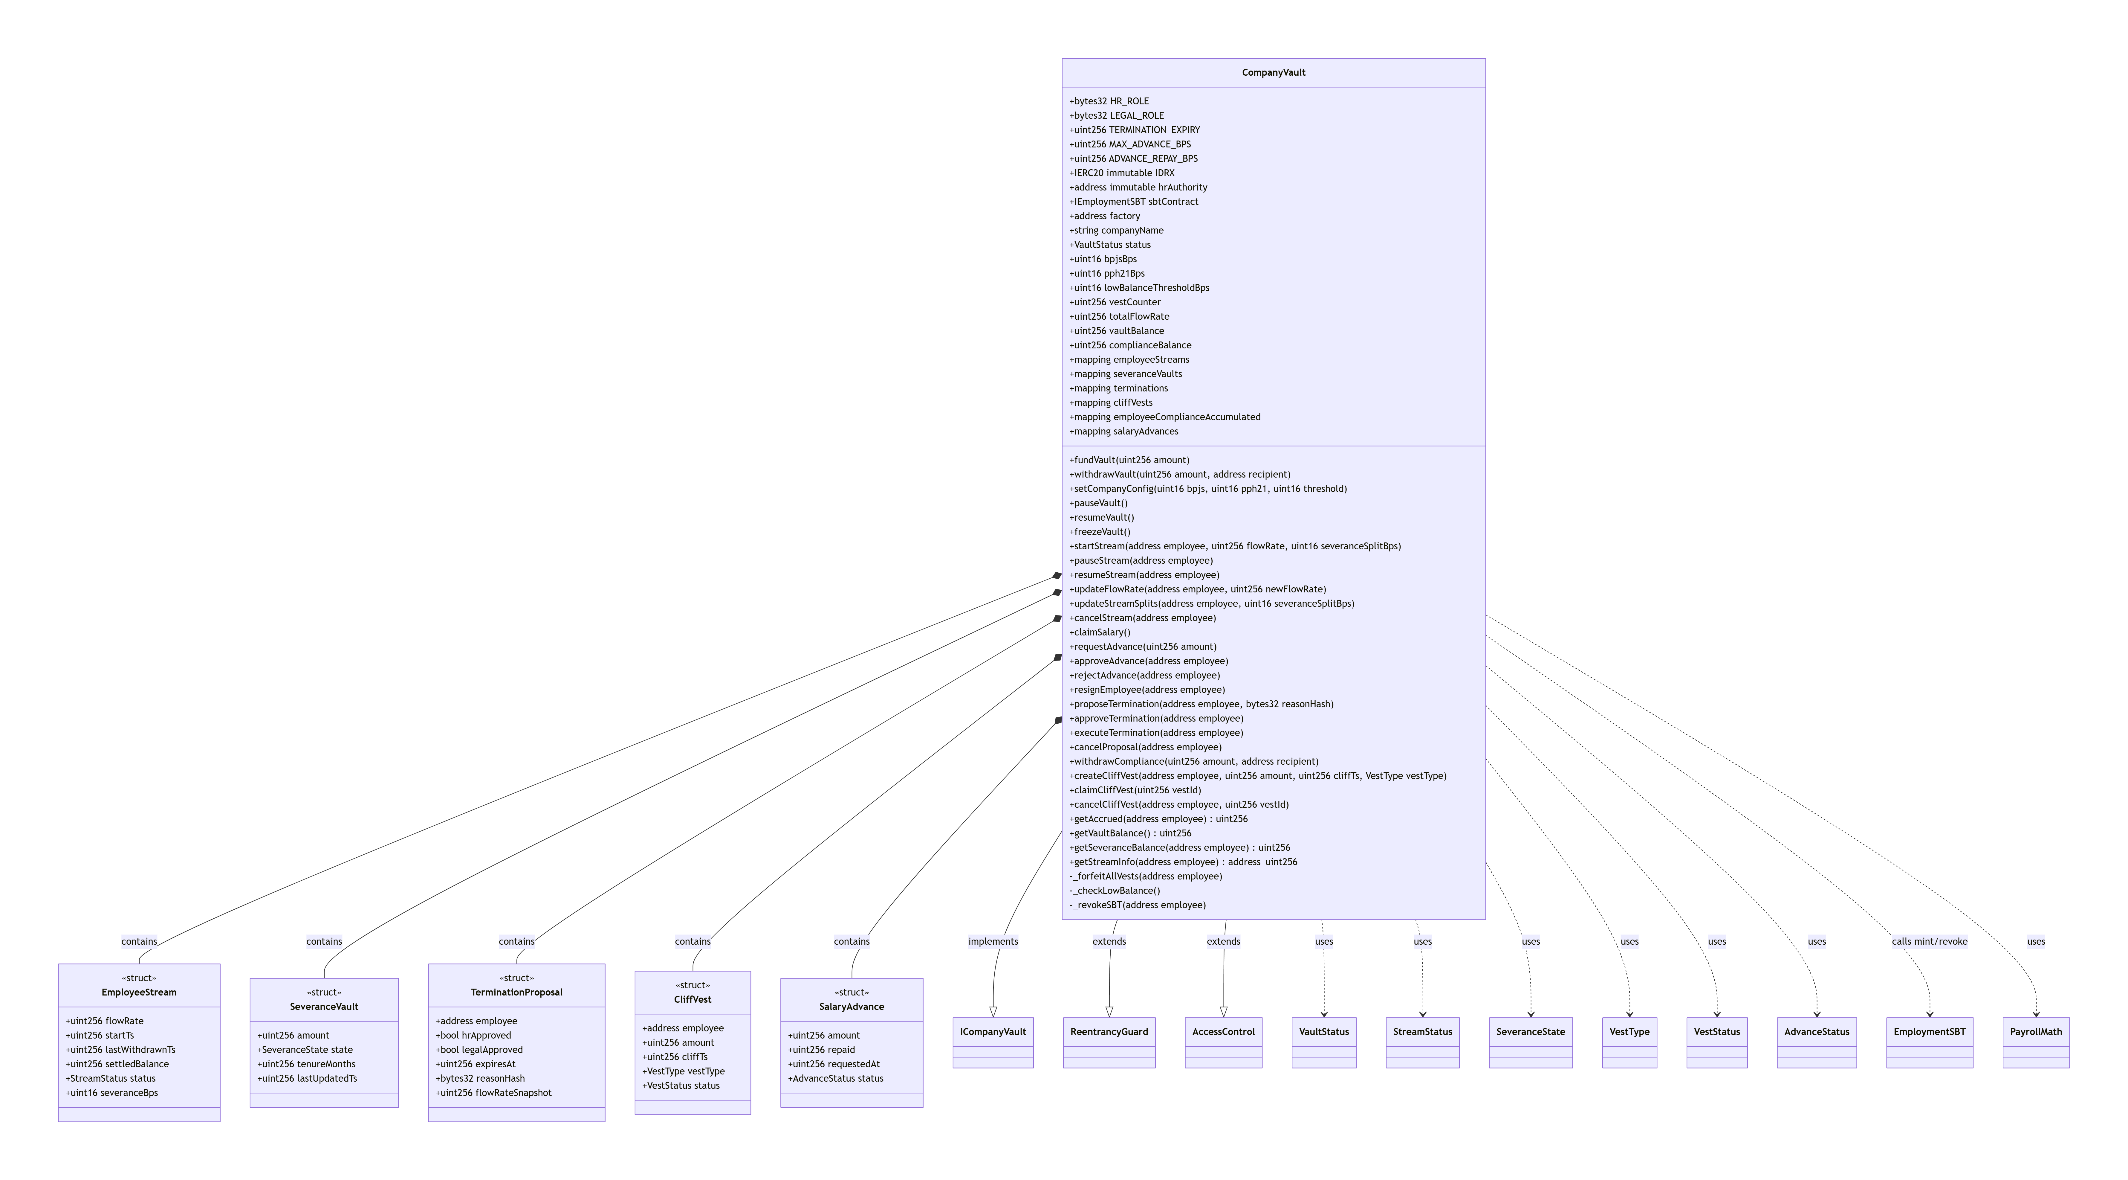 CompanyVault
+bytes32 HR_ROLE
+bytes32 LEGAL_ROLE
+uint256 TERMINATION_EXPIRY
+uint256 MAX_ADVANCE_BPS
+uint256 ADVANCE_REPAY_BPS
+IERC20 immutable IDRX
+address immutable hrAuthority
+IEmploymentSBT sbtContract
+address factory
+string companyName
+VaultStatus status
+uint16 bpjsBps
+uint16 pph21Bps
+uint16 lowBalanceThresholdBps
+uint256 vestCounter
+uint256 totalFlowRate
+uint256 vaultBalance
+uint256 complianceBalance
+mapping employeeStreams
+mapping severanceVaults
+mapping terminations
+mapping cliffVests
+mapping employeeComplianceAccumulated
+mapping salaryAdvances
+fundVault(uint256 amount)
+withdrawVault(uint256 amount, address recipient)
+setCompanyConfig(uint16 bpjs, uint16 pph21, uint16 threshold)
+pauseVault()
+resumeVault()
+freezeVault()
+startStream(address employee, uint256 flowRate, uint16 severanceSplitBps)
+pauseStream(address employee)
+resumeStream(address employee)
+updateFlowRate(address employee, uint256 newFlowRate)
+updateStreamSplits(address employee, uint16 severanceSplitBps)
+cancelStream(address employee)
+claimSalary()
+requestAdvance(uint256 amount)
+approveAdvance(address employee)
+rejectAdvance(address employee)
+resignEmployee(address employee)
+proposeTermination(address employee, bytes32 reasonHash)
+approveTermination(address employee)
+executeTermination(address employee)
+cancelProposal(address employee)
+withdrawCompliance(uint256 amount, address recipient)
+createCliffVest(address employee, uint256 amount, uint256 cliffTs, VestType vestType)
+claimCliffVest(uint256 vestId)
+cancelCliffVest(address employee, uint256 vestId)
+getAccrued(address employee) : uint256
+getVaultBalance() : uint256
+getSeveranceBalance(address employee) : uint256
+getStreamInfo(address employee) : address uint256
-_forfeitAllVests(address employee)
-_checkLowBalance()
-_revokeSBT(address employee)
contains
contains
contains
contains
contains
implements
extends
extends
uses
uses
uses
uses
uses
uses
calls mint/revoke
uses
«struct»
EmployeeStream
+uint256 flowRate
+uint256 startTs
+uint256 lastWithdrawnTs
+uint256 settledBalance
+StreamStatus status
+uint16 severanceBps
«struct»
SeveranceVault
+uint256 amount
+SeveranceState state
+uint256 tenureMonths
+uint256 lastUpdatedTs
«struct»
TerminationProposal
+address employee
+bool hrApproved
+bool legalApproved
+uint256 expiresAt
+bytes32 reasonHash
+uint256 flowRateSnapshot
«struct»
CliffVest
+address employee
+uint256 amount
+uint256 cliffTs
+VestType vestType
+VestStatus status
«struct»
SalaryAdvance
+uint256 amount
+uint256 repaid
+uint256 requestedAt
+AdvanceStatus status
ICompanyVault
ReentrancyGuard
AccessControl
VaultStatus
StreamStatus
SeveranceState
VestType
VestStatus
AdvanceStatus
EmploymentSBT
PayrollMath